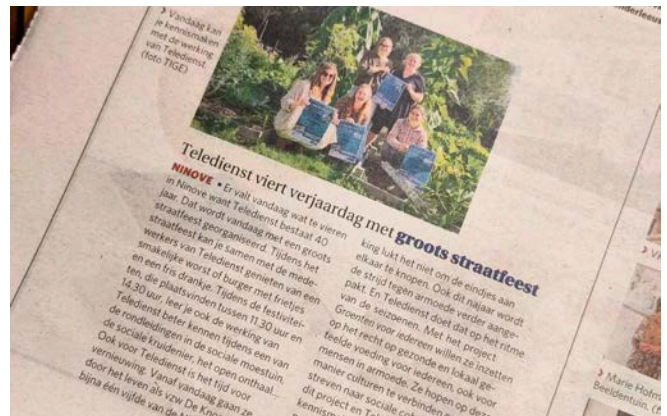 › Vandaag kan
je kennismaken
met de werking
van Teledienst.
(foto TIGE)
Teledienst viert verjaardag met groots straatfeest
NINOVE • Er valt vandaag wat te vieren
in Ninove want Teledienst bestaat 40
jaar. Dat wordt vandaag met een groots
straatfeest georganiseerd. Tijdens het
straatfeest kan je samen met de mede-
werkers van Teledienst genieten van een
smakelijke worst of burger met frietjes
en een fris drankje. Tijdens de festivitei-
ten, die plaatsvinden tussen 11.30 uur en
14.30 uur, leer je ook de werking van
Teledienst beter kennen tijdens een van
de rondleidingen in de sociale moestuin,
de sociale kruidenier, het open onthaal...
Ook voor Teledienst is het tijd voor
vernieuwing. Vanaf vandaag gaan ze
door het leven als vzw De
bijna één vijfde van de
king lukt het niet om de eindjes aan
elkaar te knopen. Ook dit najaar wordt
de strijd tegen armoede verder aange-
pakt. En Teledienst doet dat op het ritme
van de seizoenen. Met het project
Groenten voor iedereen willen ze inzetten
op het recht op gezonde en lokaal ge-
teelde voeding voor iedereen, ook voor
mensen in armoede. Ze hopen op deze
manier culturen te verbinden
streven naar sociale
dit project en
› Marie Hofm
Beeldentuin,